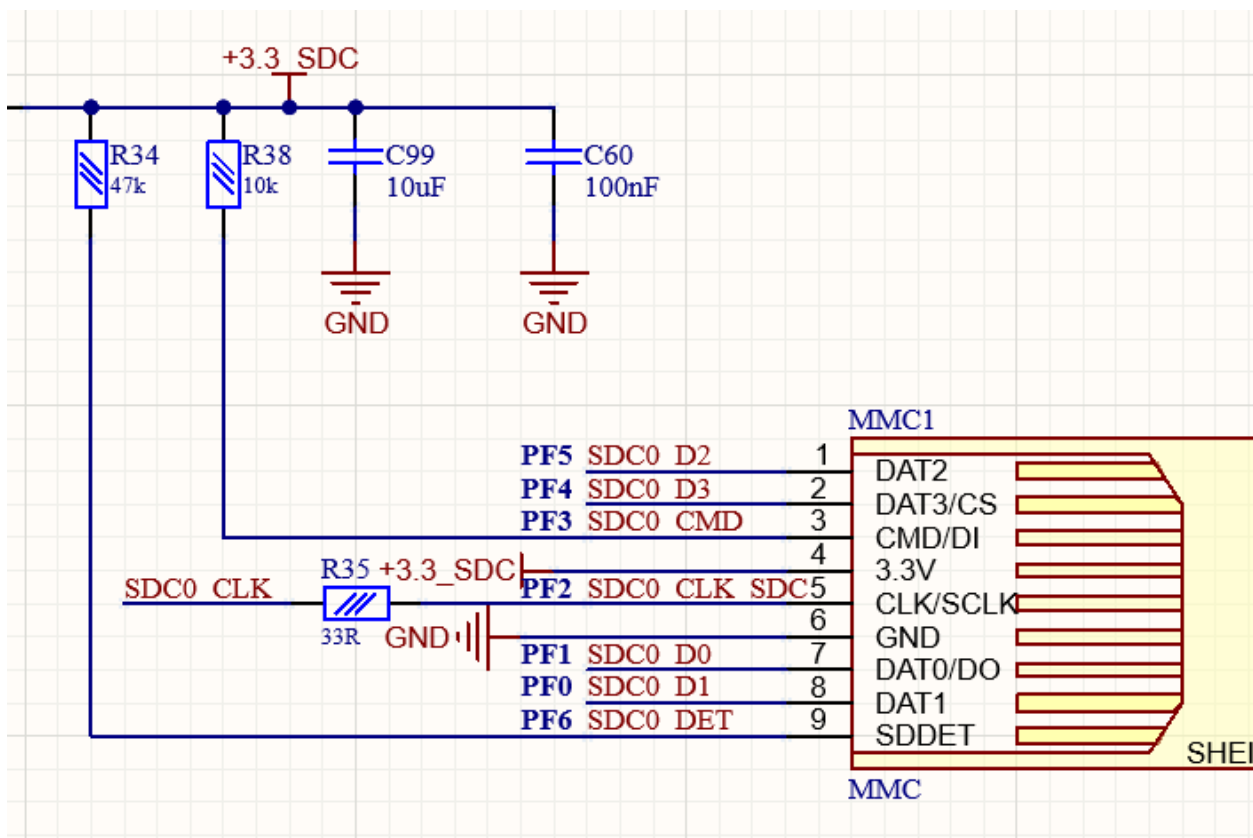 +3.3_SDC
R34
47k
R38
10k
C99
10uF
C60
100nF
GND
GND
MMC1
PF5 SDC0_D2 1 DAT2
PF4 SDC0_D3 2 DAT3/CS
PF3 SDC0_CMD 3 CMD/DI
+3.3_SDC 4 3.3V
SDC0_CLK R35 33R PF2 SDC0_CLK_SDC 5 CLK/SCLK
GND 6 GND
PF1 SDC0_D0 7 DAT0/DO
PF0 SDC0_D1 8 DAT1
PF6 SDC0_DET 9 SDDET
SHEI
MMC